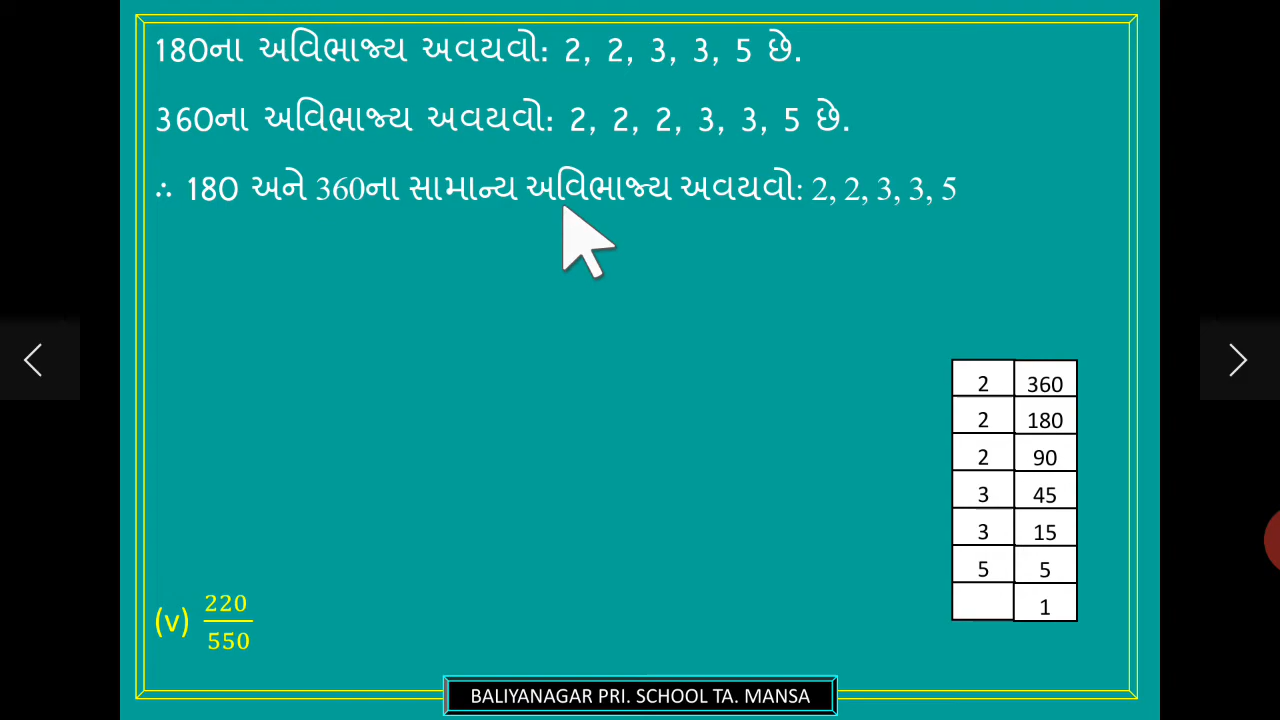 180ના અવિભાજ્ય અવયવો: 2, 2, 3, 3, 5 છે.
360ના અવિભાજ્ય અવયવો: 2, 2, 2, 3, 3, 5 છે.
∴ 180 અને 360ના સામાન્ય અવિભાજ્ય અવયવો: 2, 2, 3, 3, 5
2 360
2 180
2 90
3 45
3 15
5 5
1
(v) 220/550
BALIYANAGAR PRI. SCHOOL TA. MANSA